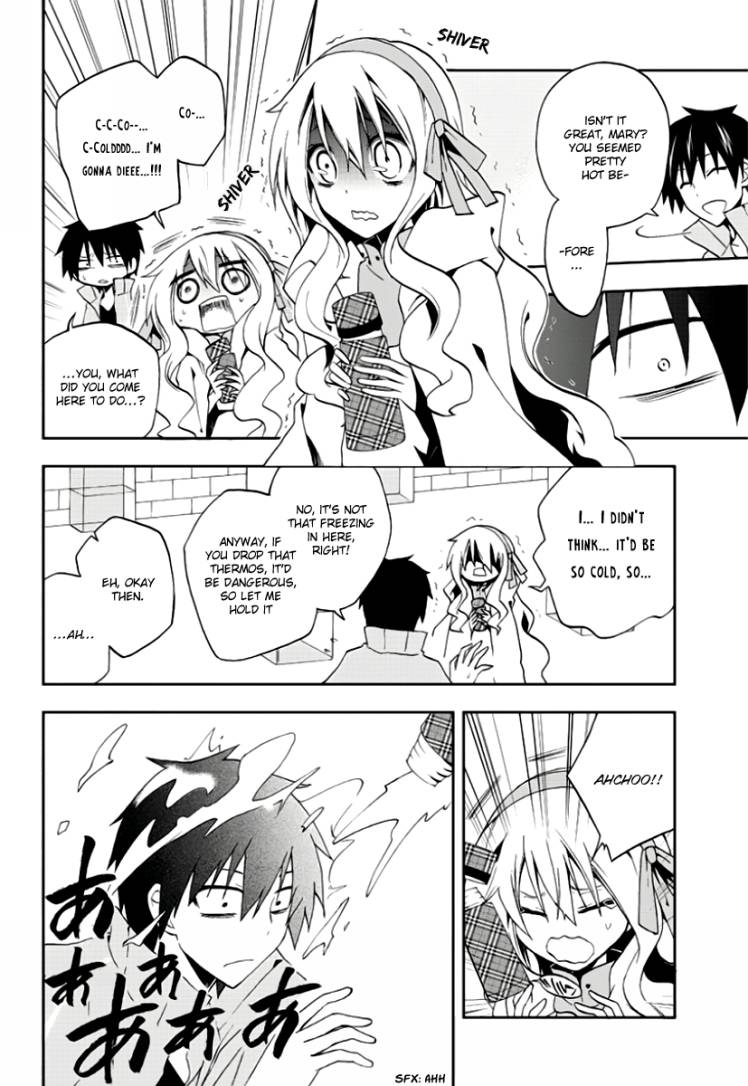 ISN'T IT
GREAT, MARY?
YOU SEEMED
PRETTY
HOT BE-
-FORE
...
SHIVER
SHIVER
CO-...
C-C-CO--...
C-COLDDDD... I'M
GONNA DIEEE...!!!
...YOU, WHAT
DID YOU COME
HERE TO DO...?
I... I DIDN'T
THINK... IT'D BE
SO COLD, SO...
NO, IT'S NOT
THAT FREEZING
IN HERE,
RIGHT!
ANYWAY, IF
YOU DROP THAT
THERMOS, IT'D
BE DANGEROUS,
SO LET ME
HOLD IT
EH, OKAY
THEN.
...AH...
AHCHOO!!
あ
あ
あ
あ
あ
あ
あ
SFX: AHH